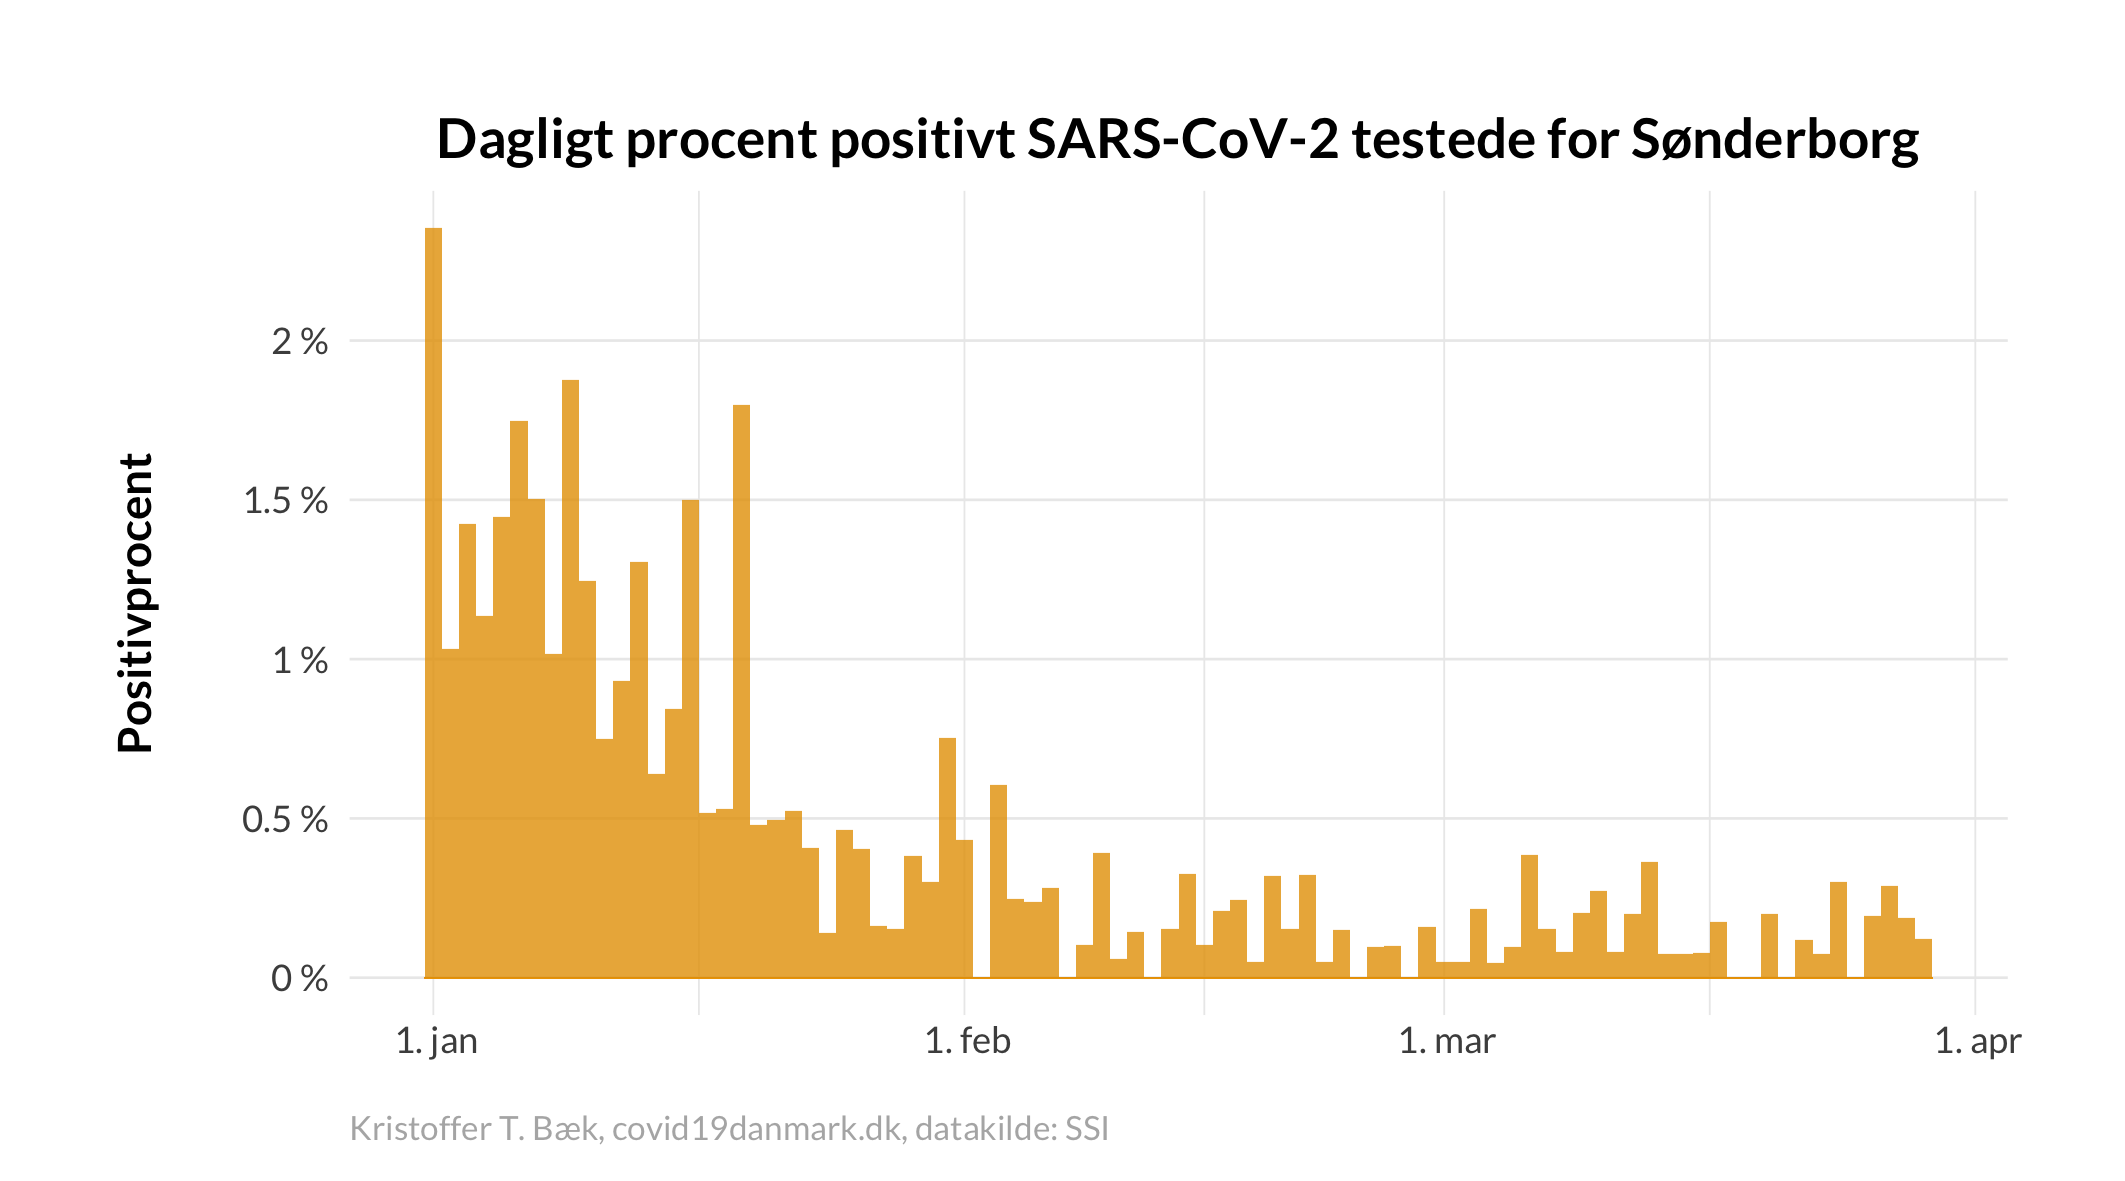 Dagligt procent positivt SARS-CoV-2 testede for Sønderborg
Positivprocent
2 %
1.5 %
1 %
0.5 %
0 %
1. jan
1. feb
1. mar
1. apr
Kristoffer T. Bæk, covid19danmark.dk, datakilde: SSI